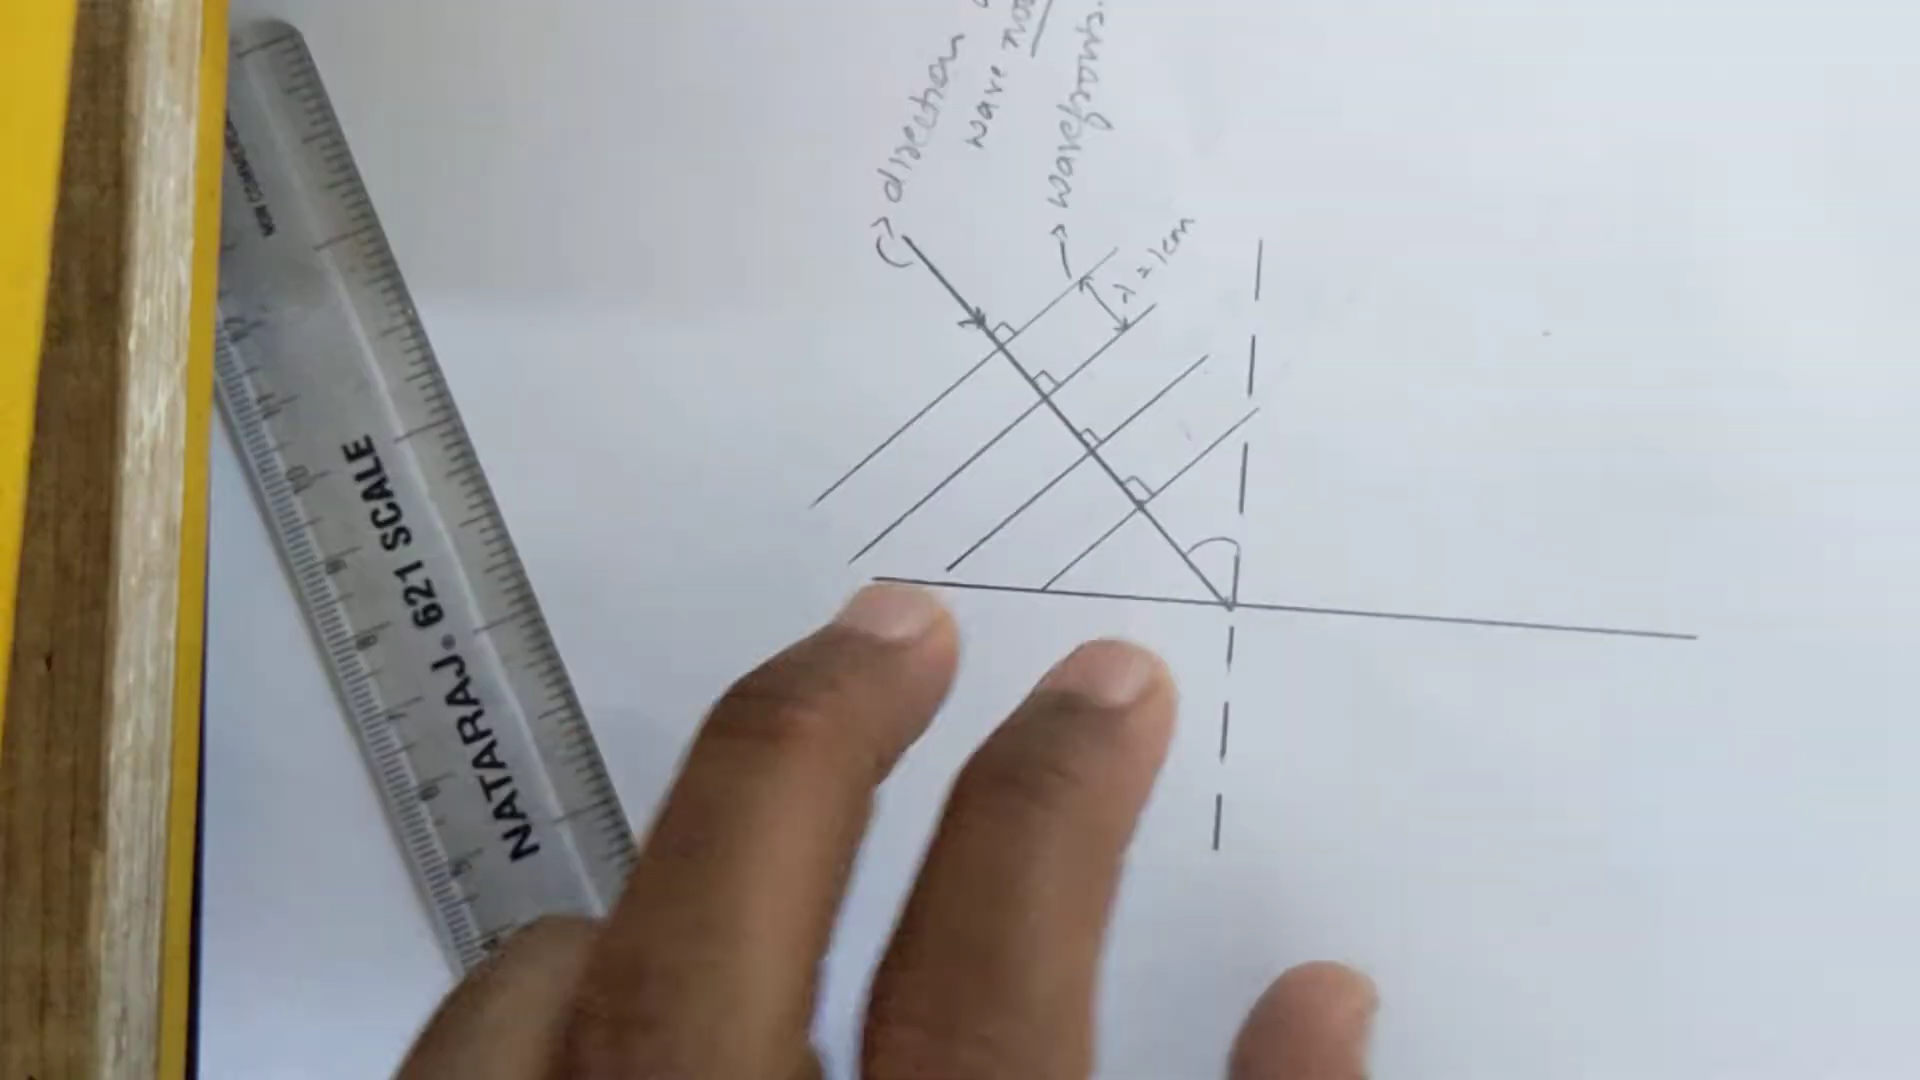 direction
wave
wavefronts.
λ = 1cm
NATARAJ. 621 SCALE